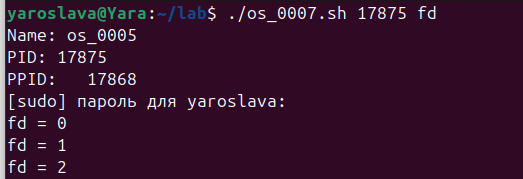 yaroslava@Yara:~/lab$ ./os_0007.sh 17875 fd
Name: os_0005
PID: 17875
PPID:   17868
[sudo] пароль для yaroslava:
fd = 0
fd = 1
fd = 2